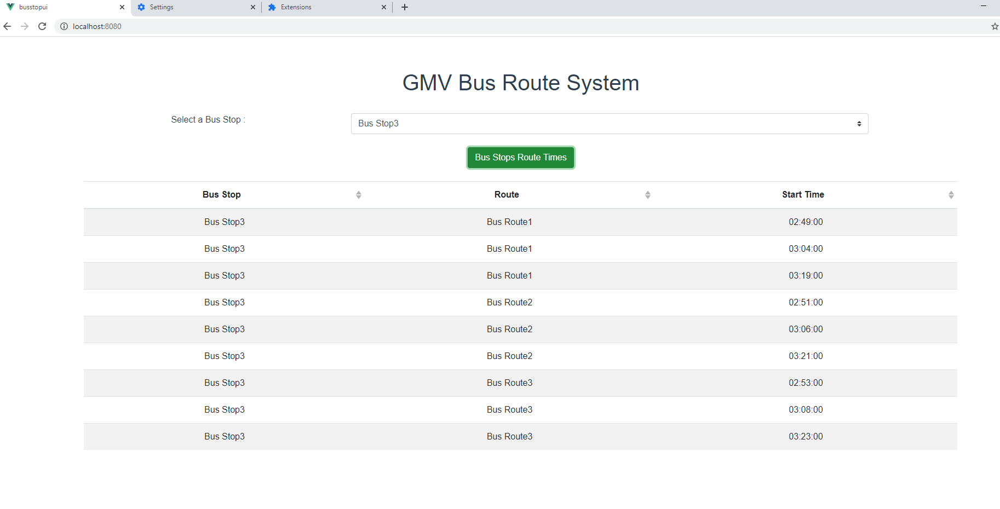 busstopui Settings Extensions
localhost:8080
GMV Bus Route System
Select a Bus Stop : Bus Stop3
Bus Stops Route Times
Bus Stop Route Start Time
Bus Stop3 Bus Route1 02:49:00
Bus Stop3 Bus Route1 03:04:00
Bus Stop3 Bus Route1 03:19:00
Bus Stop3 Bus Route2 02:51:00
Bus Stop3 Bus Route2 03:06:00
Bus Stop3 Bus Route2 03:21:00
Bus Stop3 Bus Route3 02:53:00
Bus Stop3 Bus Route3 03:08:00
Bus Stop3 Bus Route3 03:23:00